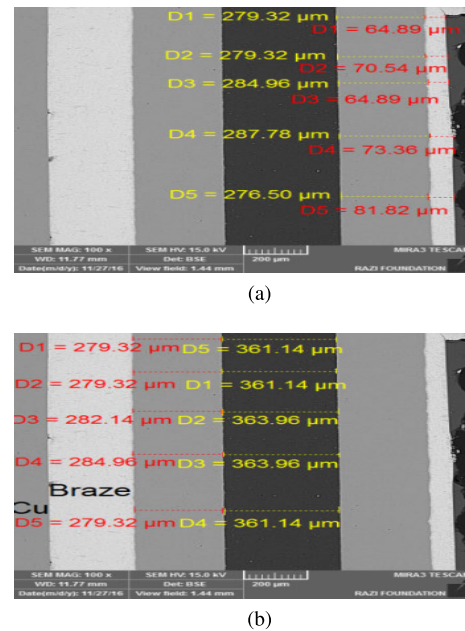 D1 = 279.32 µm
D1 = 64.89 µm
D2 = 279.32 µm
D2 = 70.54 µm
D3 = 284.96 µm
D3 = 64.89 µm
D4 = 287.78 µm
D4 = 73.36 µm
D5 = 276.50 µm
D5 = 81.82 µm
SEM MAG: 100 x SEM HV: 15.0 kV MIRA3 TESCAN
WD: 11.77 mm Det: BSE 200 µm
Date(m/d/y): 11/27/16 View field: 1.44 mm RAZI FOUNDATION
(a)
D1 = 279.32 µm D5 = 361.14 µm
D2 = 279.32 µm D1 = 361.14 µm
D3 = 282.14 µm D2 = 363.96 µm
D4 = 284.96 µm D3 = 363.96 µm
Braze
Cu
D5 = 279.32 µm D4 = 361.14 µm
SEM MAG: 100 x SEM HV: 15.0 kV MIRA3 TESCAN
WD: 11.77 mm Det: BSE 200 µm
Date(m/d/y): 11/27/16 View field: 1.44 mm RAZI FOUNDATION
(b)